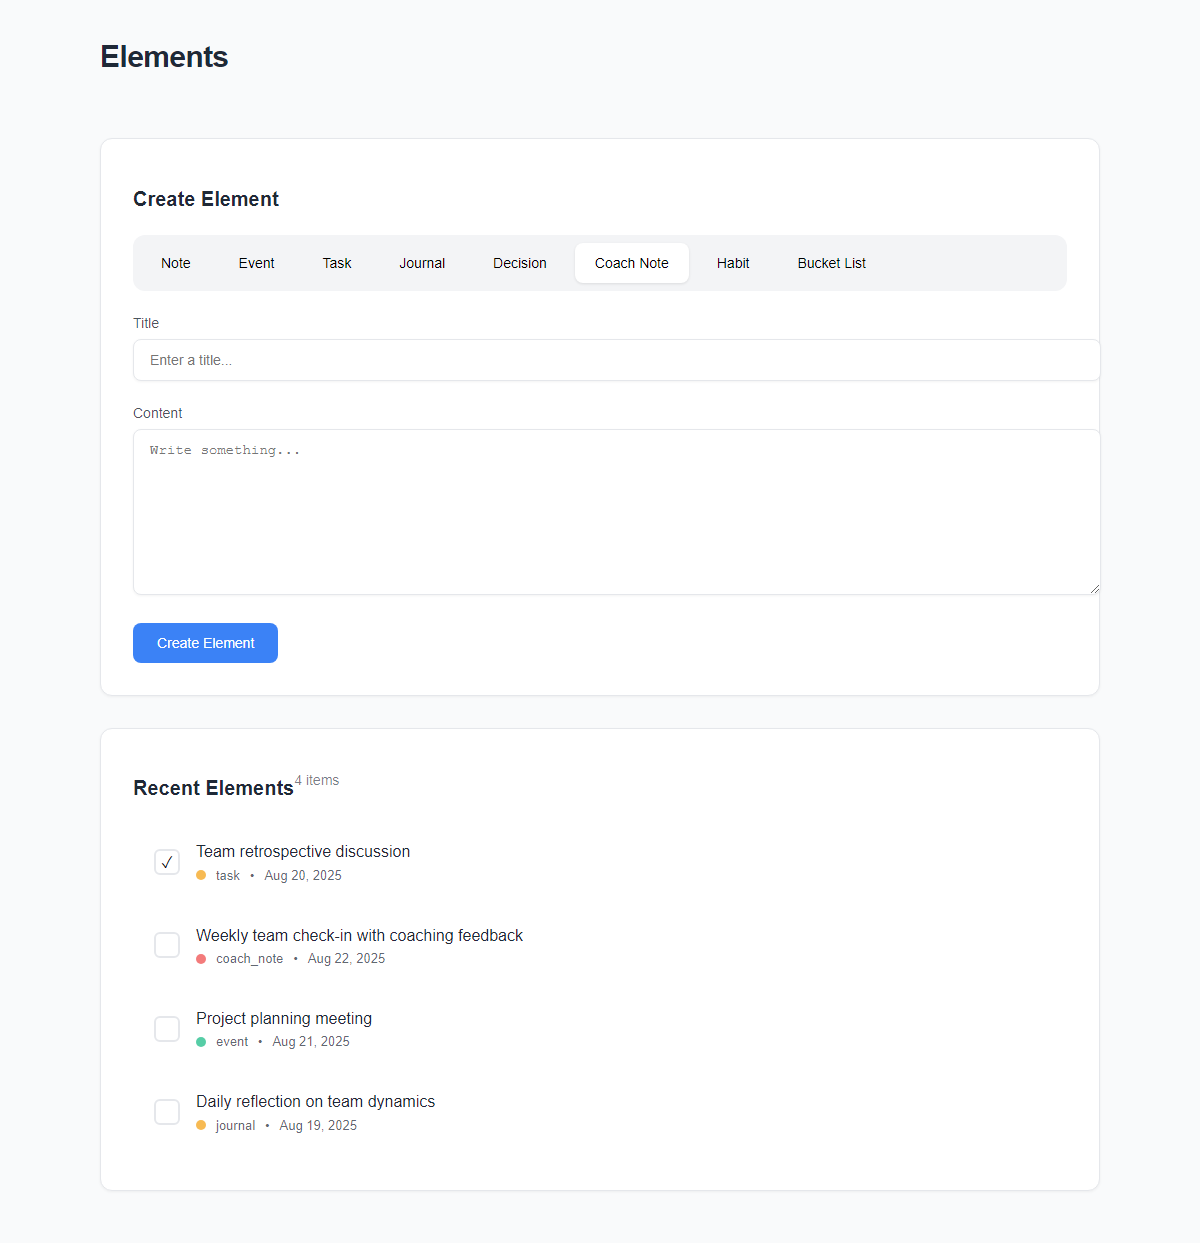 Elements
Create Element
Note Event Task Journal Decision Coach Note Habit Bucket List
Title
Enter a title...
Content
Write something...
Create Element
Recent Elements 4 items
✓ Team retrospective discussion
task • Aug 20, 2025
Weekly team check-in with coaching feedback
coach_note • Aug 22, 2025
Project planning meeting
event • Aug 21, 2025
Daily reflection on team dynamics
journal • Aug 19, 2025